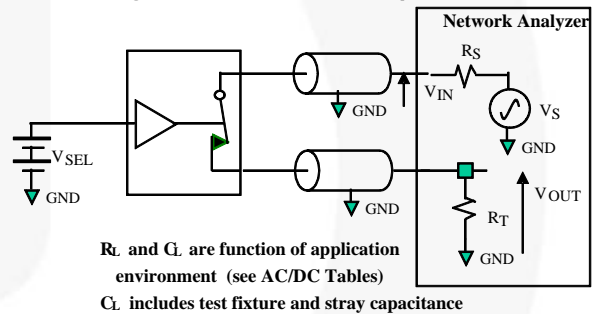 Network Analyzer
RS
VIN
VS
GND
GND
VSEL
GND
GND
VOUT
RT
GND
RL and CL are function of application
environment (see AC/DC Tables)
CL includes test fixture and stray capacitance